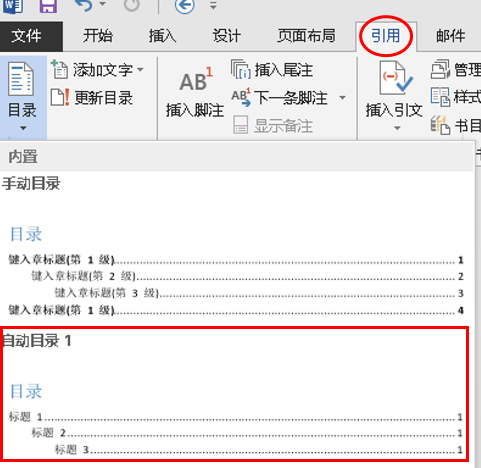 文件 开始 插入 设计 页面布局 引用 邮件
目录
添加文字
更新目录
AB1
插入脚注
插入尾注
AB1 下一条脚注
显示备注
插入引文
管理
样式
书目
内置
手动目录
目录
键入章标题(第 1 级)........1
键入章标题(第 2 级)........2
键入章标题(第 3 级)........3
键入章标题(第 1 级)........4
自动目录 1
目录
标题 1........1
标题 2........1
标题 3........1